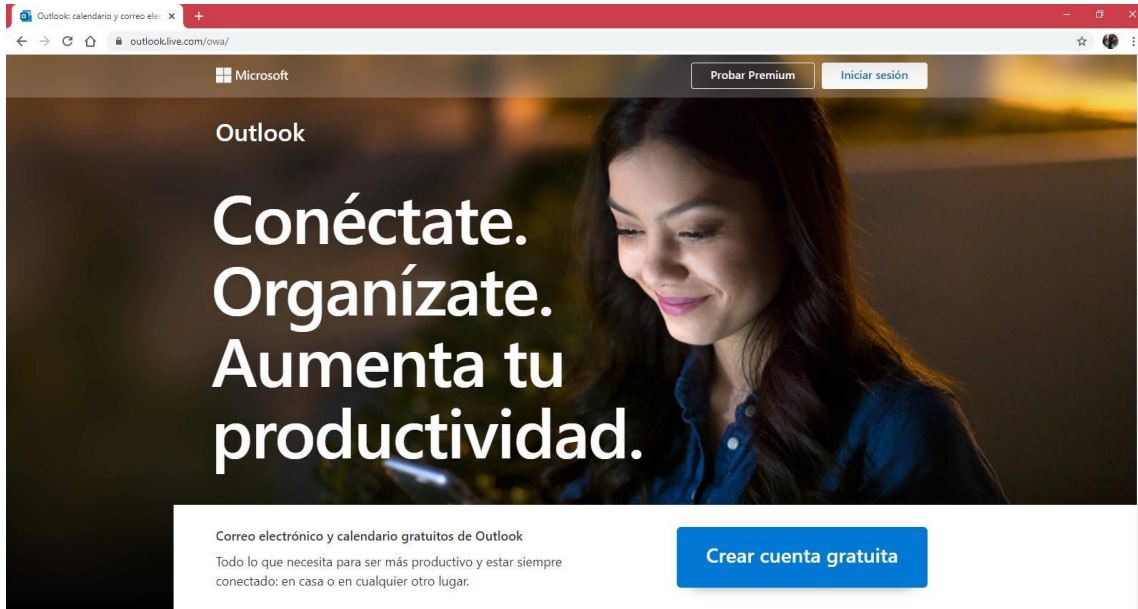 Outlook: calendario y correo elec
outlook.live.com/owa/
Microsoft
Probar Premium
Iniciar sesión
Outlook
Conéctate.
Organízate.
Aumenta tu
productividad.
Correo electrónico y calendario gratuitos de Outlook
Todo lo que necesita para ser más productivo y estar siempre
conectado: en casa o en cualquier otro lugar.
Crear cuenta gratuita